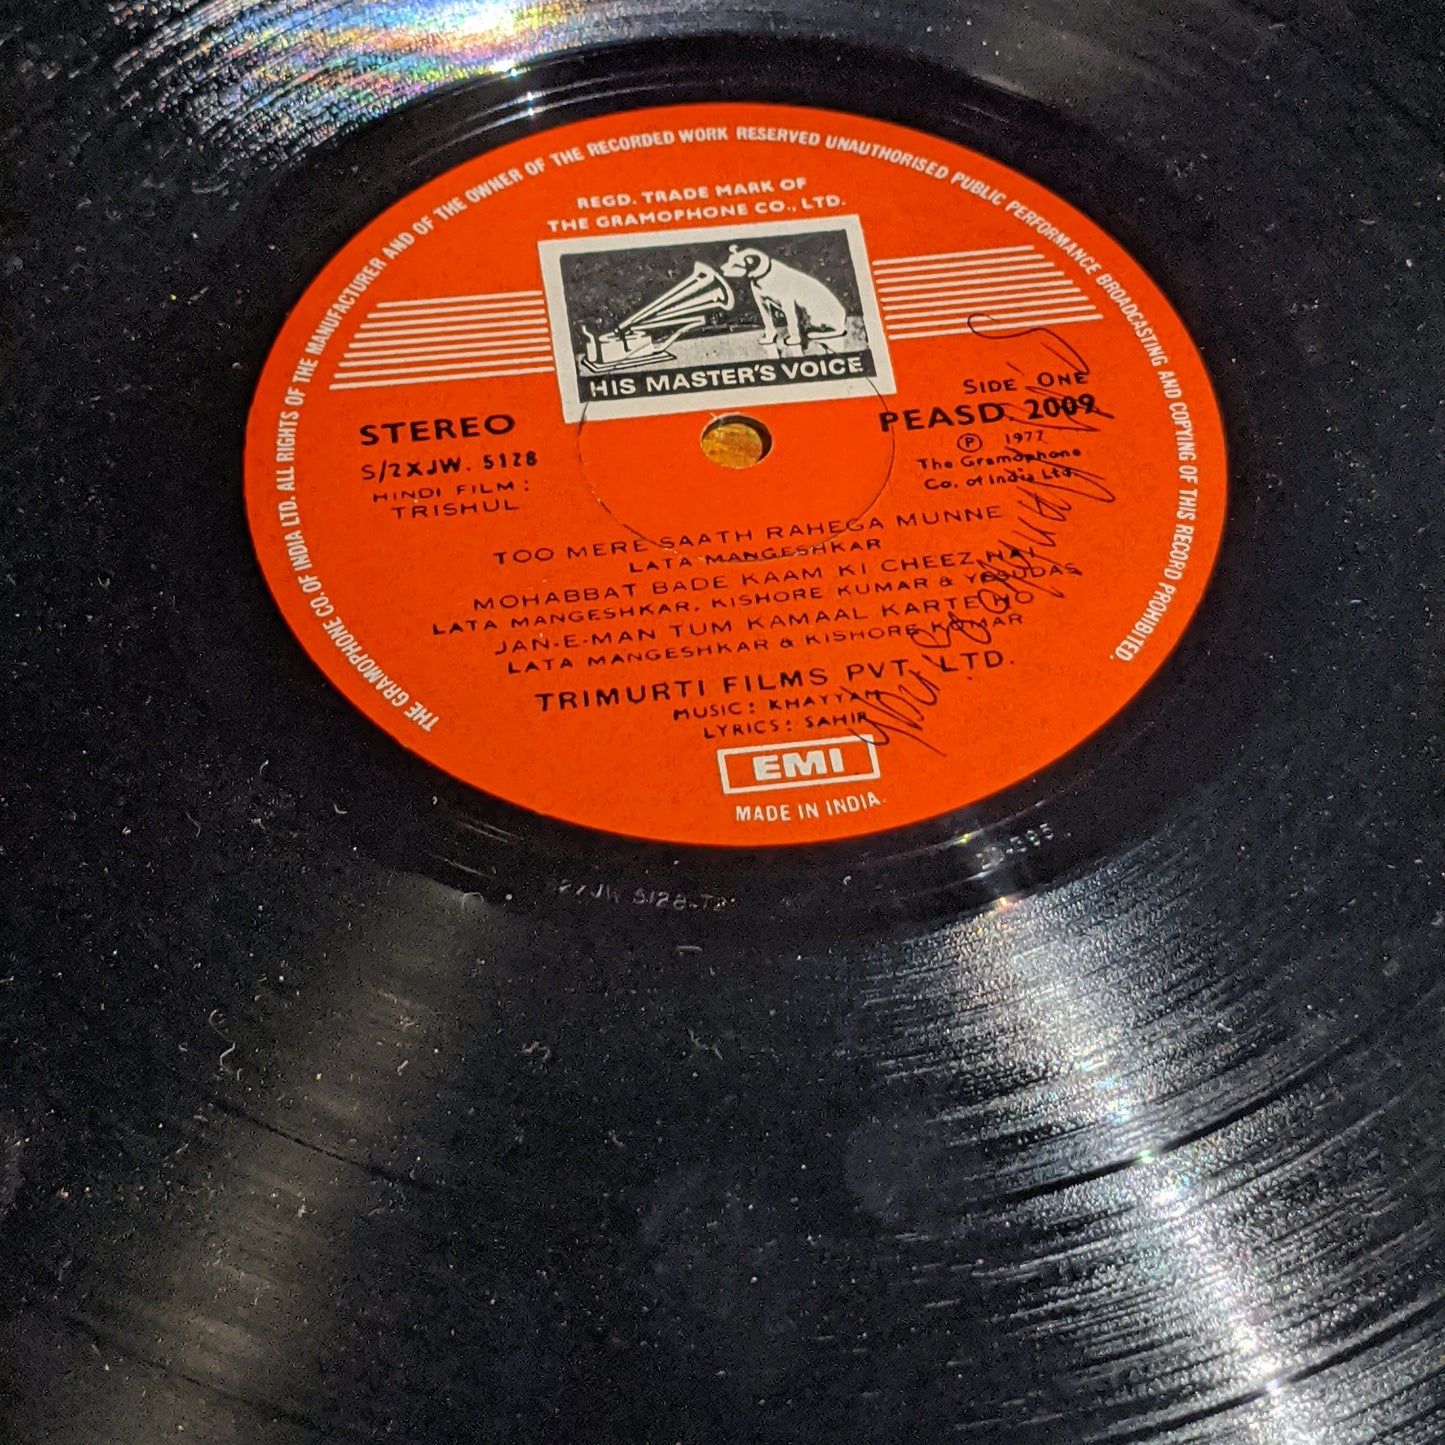 THE GRAMOPHONE CO. OF INDIA LTD. ALL RIGHTS OF THE MANUFACTURER AND OF THE OWNER OF THE RECORDED WORK RESERVED UNAUTHORISED PUBLIC PERFORMANCE BROADCASTING AND COPYING OF THIS RECORD PROHIBITED.
REGD. TRADE MARK OF
THE GRAMOPHONE CO., LTD.
HIS MASTER'S VOICE
STEREO
S/2XJW. 5128
HINDI FILM:
TRISHUL
SIDE ONE
PEASD. 2009
℗ 1977
The Gramophone
Co. of India Ltd.
TOO MERE SAATH RAHEGA MUNNE
LATA MANGESHKAR
MOHABBAT BADE KAAM KI CHEEZ HAI
LATA MANGESHKAR, KISHORE KUMAR & YESUDAS
JAN-E-MAN TUM KAMAAL KARTE HO
LATA MANGESHKAR & KISHORE KUMAR
TRIMURTI FILMS PVT. LTD.
MUSIC: KHAYYAM
LYRICS: SAHIR
EMI
MADE IN INDIA.